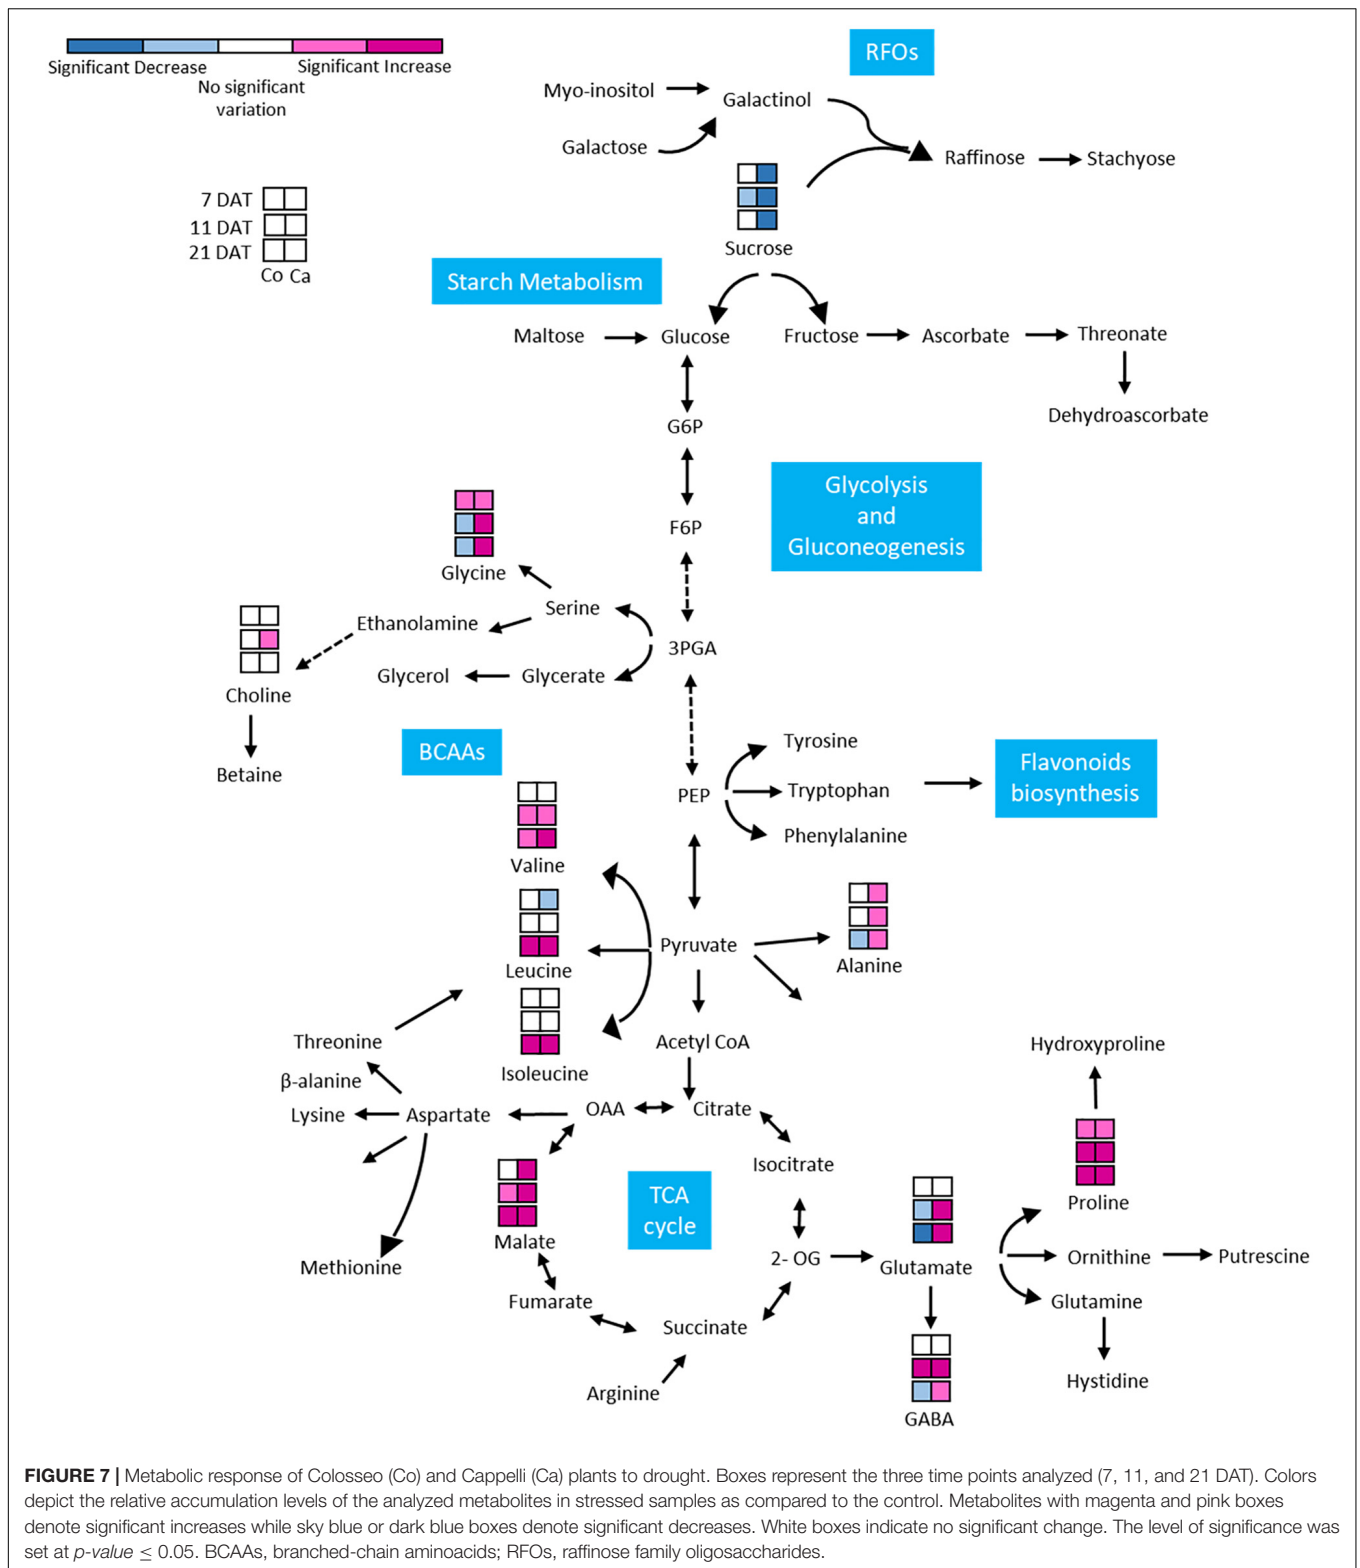 RFOs
Significant Decrease
Significant Increase
No significant
variation
Myo-inositol
Galactinol
Galactose
Raffinose
Stachyose
7 DAT
11 DAT
21 DAT
Co Ca
Sucrose
Starch Metabolism
Maltose
Glucose
Fructose
Ascorbate
Threonate
Dehydroascorbate
G6P
Glycolysis
and
Gluconeogenesis
F6P
Glycine
Serine
Ethanolamine
3PGA
Glycerol
Glycerate
Choline
Betaine
BCAAs
Tyrosine
PEP
Tryptophan
Phenylalanine
Flavonoids
biosynthesis
Valine
Pyruvate
Alanine
Leucine
Threonine
Acetyl CoA
Hydroxyproline
Isoleucine
β-alanine
Lysine
Aspartate
OAA
Citrate
Isocitrate
TCA
cycle
Proline
Malate
Methionine
2- OG
Glutamate
Ornithine
Putrescine
Fumarate
Succinate
Glutamine
Arginine
Hystidine
GABA
FIGURE 7 | Metabolic response of Colosseo (Co) and Cappelli (Ca) plants to drought. Boxes represent the three time points analyzed (7, 11, and 21 DAT). Colors
depict the relative accumulation levels of the analyzed metabolites in stressed samples as compared to the control. Metabolites with magenta and pink boxes
denote significant increases while sky blue or dark blue boxes denote significant decreases. White boxes indicate no significant change. The level of significance was
set at p-value ≤ 0.05. BCAAs, branched-chain aminoacids; RFOs, raffinose family oligosaccharides.